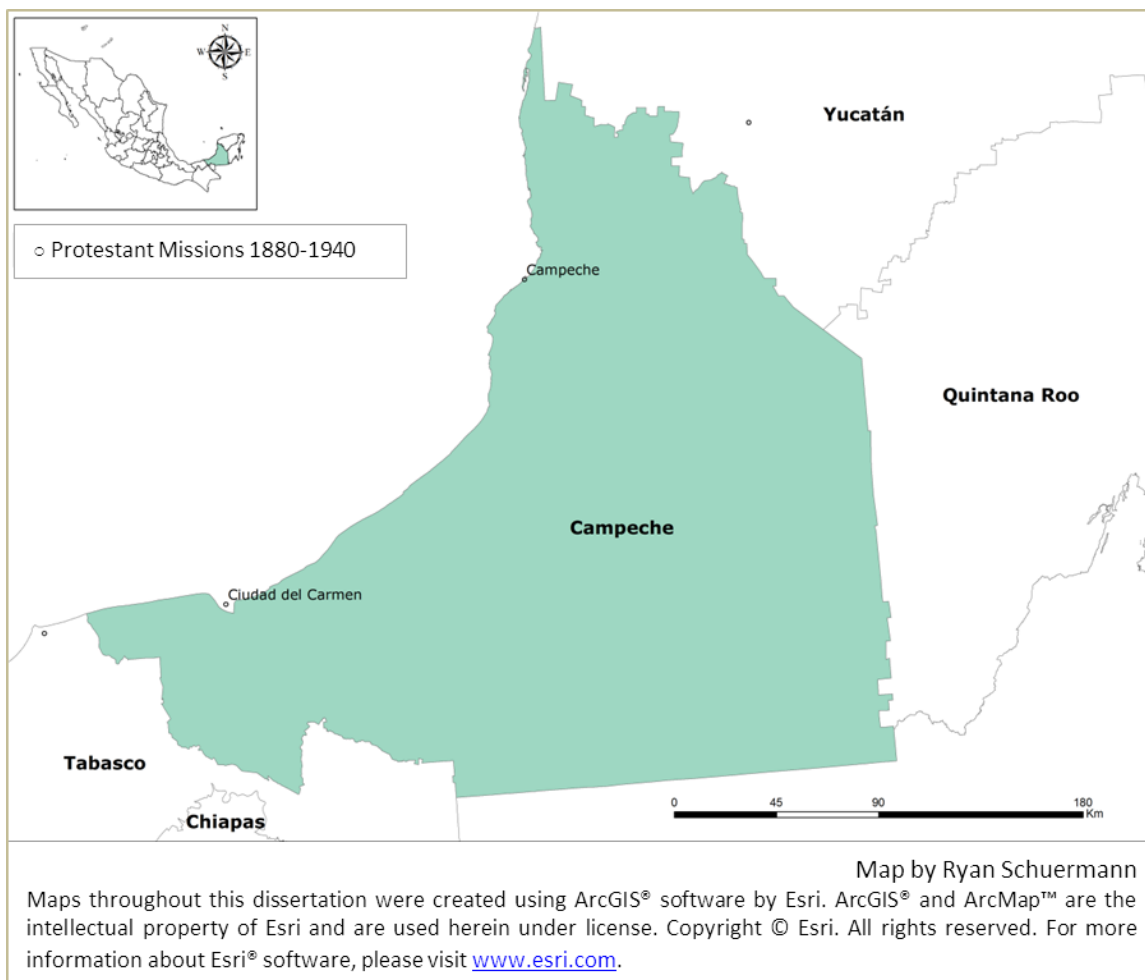 N
W E
S
○ Protestant Missions 1880-1940
Yucatán
Campeche
Quintana Roo
Campeche
Ciudad del Carmen
Tabasco
Chiapas
0 45 90 180
Km
Map by Ryan Schuermann
Maps throughout this dissertation were created using ArcGIS® software by Esri. ArcGIS® and ArcMap™ are the
intellectual property of Esri and are used herein under license. Copyright © Esri. All rights reserved. For more
information about Esri® software, please visit www.esri.com.